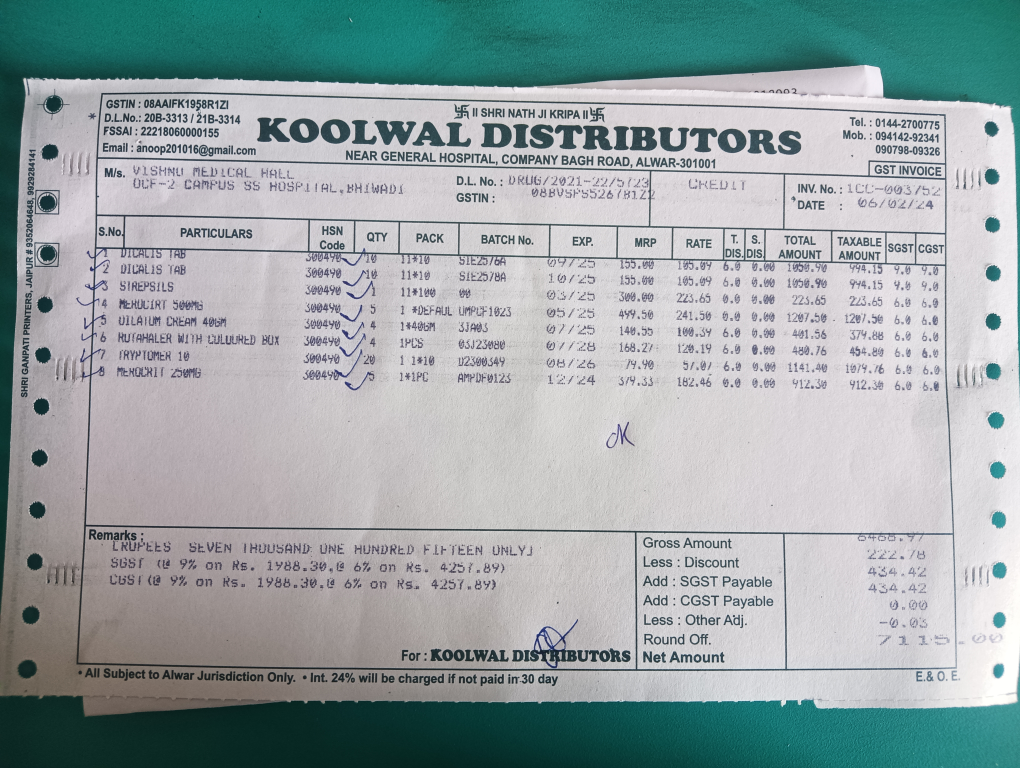 GSTIN : 08AAIFK1958R1ZI
D.L.No.: 20B-3313 / 21B-3314
FSSAI : 22218060000155
Email : anoop201016@gmail.com
卐 II SHRI NATH JI KRIPA II 卐
KOOLWAL DISTRIBUTORS
NEAR GENERAL HOSPITAL, COMPANY BAGH ROAD, ALWAR-301001
Tel. : 0144-2700775
Mob. : 094142-92341
090798-09326
GST INVOICE
M/s. VISHNU MEDICAL HALL
UCF-2 CAMPUS SS HOSPITAL,BHIWADI
D.L. No. : DRUG/2021-22/5/23
GSTIN :
CREDIT
INV. No. : 1CC-003752
DATE : 06/02/24
S.No. PARTICULARS HSN Code QTY PACK BATCH No. EXP. MRP RATE T. DIS. S. DIS. TOTAL AMOUNT TAXABLE AMOUNT SGST CGST
1 DICALIS TAB 300490 10 11*10 SIE2576A 09/25 155.00 105.09 6.0 0.00 1050.90 994.15 9.0 9.0
2 DICALIS TAB 300490 10 11*10 SIE2578A 10/25 155.00 105.09 6.0 0.00 1050.90 994.15 9.0 9.0
3 STREPSILS 300490 1 11*100 00 03/25 300.00 223.65 0.0 0.00 223.65 223.65 6.0 6.0
4 MEROCIRT 500MG 300490 5 1 *DEFAUL UMPCF1023 05/25 499.50 241.50 0.0 0.00 1207.50 1207.50 6.0 6.0
5 OILATUM CREAM 40GM 300490 4 1*40GM 3JA03 07/25 140.55 100.39 6.0 0.00 401.56 379.88 6.0 6.0
6 ROTAHALER WITH COLOURED BOX 300490 4 1PCS 03J23080 07/28 168.27 120.19 6.0 0.00 480.76 454.80 6.0 6.0
7 TRYPTOMER 10 300490 20 1 1*10 D2300349 08/26 79.90 57.07 6.0 0.00 1141.40 1079.76 6.0 6.0
8 MEROCRIT 250MG 300490 5 1*1PC AMPDF0123 12/24 379.33 182.46 0.0 0.00 912.30 912.30 6.0 6.0
OK
Remarks :
(RUPEES SEVEN THOUSAND ONE HUNDRED FIFTEEN ONLY)
SGST (@ 9% on Rs. 1988.30,@ 6% on Rs. 4257.89)
CGST(@ 9% on Rs. 1988.30,@ 6% on Rs. 4257.89)
Gross Amount 6468.97
Less : Discount 222.78
Add : SGST Payable 434.42
Add : CGST Payable 434.42
Less : Other Adj. 0.00
Round Off. -0.03
Net Amount 7115.00
For : KOOLWAL DISTRIBUTORS
• All Subject to Alwar Jurisdiction Only. • Int. 24% will be charged if not paid in 30 day
E.& O. E.
SHRI GANPATI PRINTERS, JAIPUR # 9352064648, 9929284141